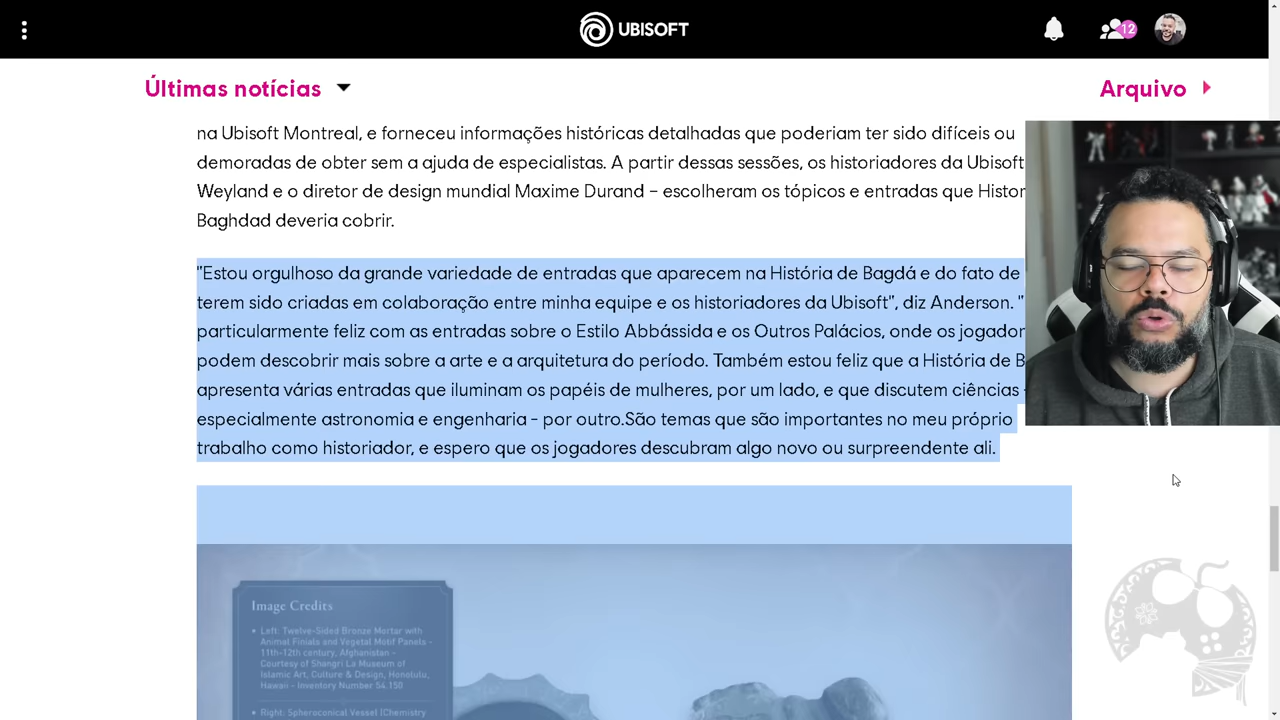 UBISOFT
12
Últimas notícias
Arquivo
na Ubisoft Montreal, e forneceu informações históricas detalhadas que poderiam ter sido difíceis ou
demoradas de obter sem a ajuda de especialistas. A partir dessas sessões, os historiadores da Ubisoft
Weyland e o diretor de design mundial Maxime Durand – escolheram os tópicos e entradas que Histor
Baghdad deveria cobrir.
"Estou orgulhoso da grande variedade de entradas que aparecem na História de Bagdá e do fato de
terem sido criadas em colaboração entre minha equipe e os historiadores da Ubisoft", diz Anderson. "
particularmente feliz com as entradas sobre o Estilo Abbássida e os Outros Palácios, onde os jogador
podem descobrir mais sobre a arte e a arquitetura do período. Também estou feliz que a História de B
apresenta várias entradas que iluminam os papéis de mulheres, por um lado, e que discutem ciências -
especialmente astronomia e engenharia - por outro.São temas que são importantes no meu próprio
trabalho como historiador, e espero que os jogadores descubram algo novo ou surpreendente ali.
Image Credits
• Left: Twelve-Sided Bronze Mortar with
Animal Finials and Vegetal Motif Panels -
11th-12th century, Afghanistan -
Courtesy of Shangri La Museum of
Islamic Art, Culture & Design, Honolulu,
Hawaii - Inventory Number 54.150
• Right: Spheroconical Vessel (Chemistry